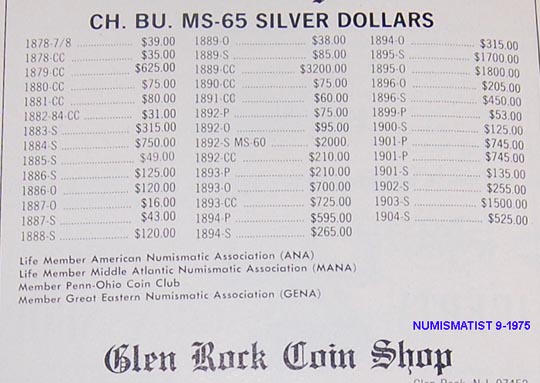 CH. BU. MS-65 SILVER DOLLARS
1878-7/8 $39.00
1878-CC $35.00
1879-CC $625.00
1880-CC $75.00
1881-CC $80.00
1882-84-CC $31.00
1883-S $315.00
1884-S $750.00
1885-S $49.00
1886-S $125.00
1886-O $120.00
1887-O $16.00
1887-S $43.00
1888-S $120.00
1889-O $38.00
1889-S $85.00
1889-CC $3200.00
1890-CC $75.00
1891-CC $60.00
1892-P $75.00
1892-O $95.00
1892-S MS-60 $2000.
1892-CC $210.00
1893-P $210.00
1893-O $700.00
1893-CC $725.00
1894-P $595.00
1894-S $265.00
1894-O $315.00
1895-S $1700.00
1895-O $1800.00
1896-O $205.00
1896-S $450.00
1899-P $53.00
1900-S $125.00
1901-P $745.00
1901-P $745.00
1901-S $135.00
1902-S $255.00
1903-S $1500.00
1904-S $525.00
Life Member American Numismatic Association (ANA)
Life Member Middle Atlantic Numismatic Association (MANA)
Member Penn-Ohio Coin Club
Member Great Eastern Numismatic Association (GENA)
NUMISMATIST 9-1975
Glen Rock Coin Shop
Glen Rock, N.J. 07452